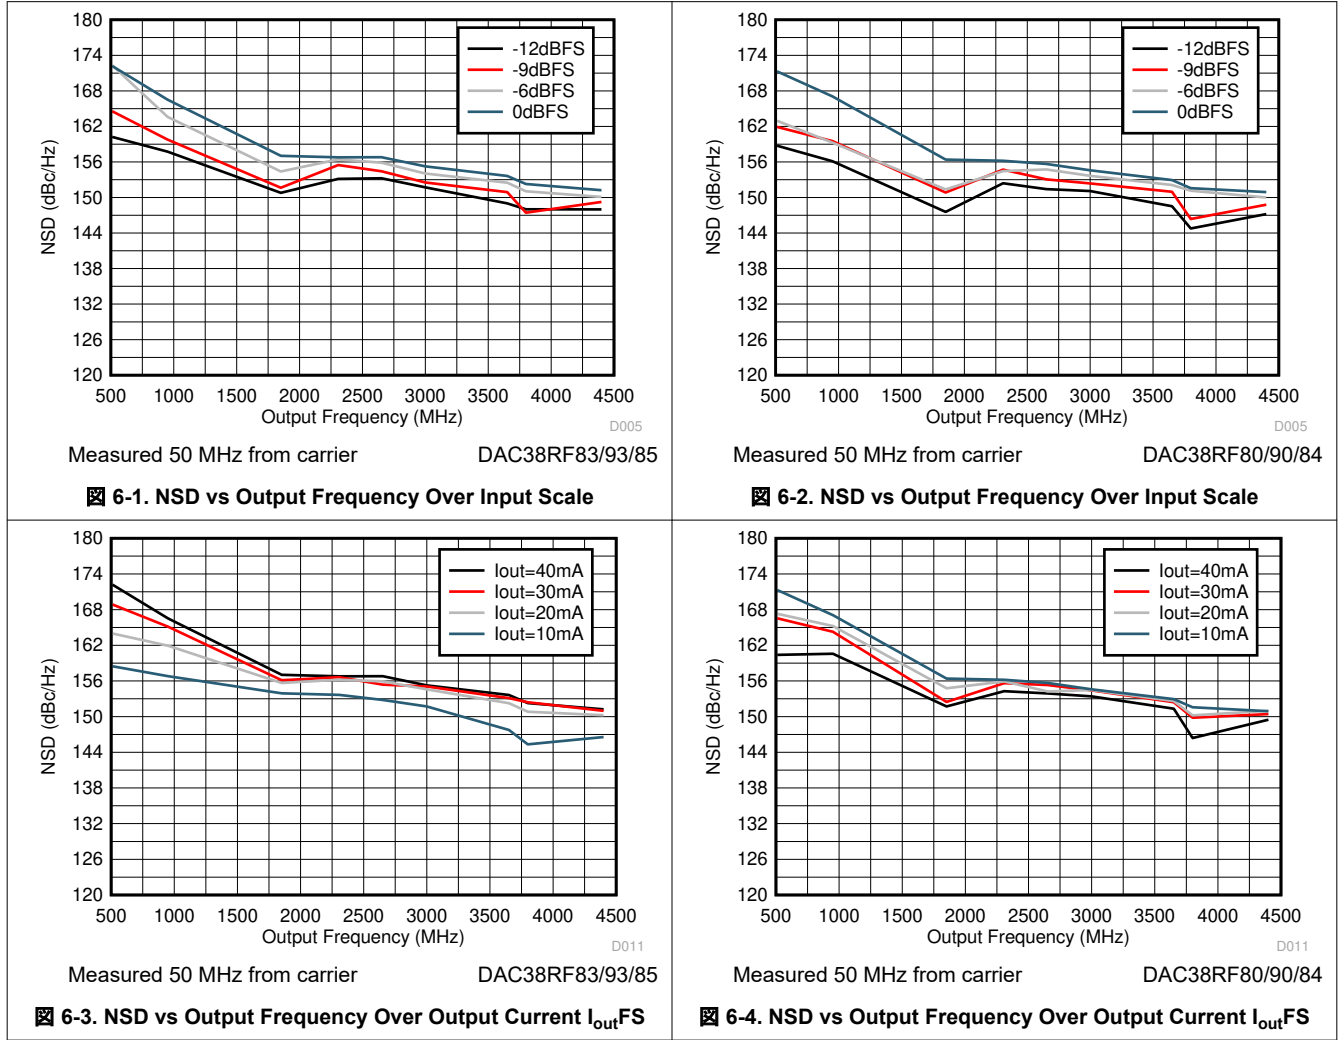 180
174
168
162
156
150
144
138
132
126
120
NSD (dBc/Hz)
-12dBFS
-9dBFS
-6dBFS
0dBFS
500 1000 1500 2000 2500 3000 3500 4000 4500
Output Frequency (MHz)
D005
Measured 50 MHz from carrier DAC38RF83/93/85
図 6-1. NSD vs Output Frequency Over Input Scale
180
174
168
162
156
150
144
138
132
126
120
NSD (dBc/Hz)
-12dBFS
-9dBFS
-6dBFS
0dBFS
500 1000 1500 2000 2500 3000 3500 4000 4500
Output Frequency (MHz)
D005
Measured 50 MHz from carrier DAC38RF80/90/84
図 6-2. NSD vs Output Frequency Over Input Scale
180
174
168
162
156
150
144
138
132
126
120
NSD (dBc/Hz)
Iout=40mA
Iout=30mA
Iout=20mA
Iout=10mA
500 1000 1500 2000 2500 3000 3500 4000 4500
Output Frequency (MHz)
D011
Measured 50 MHz from carrier DAC38RF83/93/85
図 6-3. NSD vs Output Frequency Over Output Current IoutFS
180
174
168
162
156
150
144
138
132
126
120
NSD (dBc/Hz)
Iout=40mA
Iout=30mA
Iout=20mA
Iout=10mA
500 1000 1500 2000 2500 3000 3500 4000 4500
Output Frequency (MHz)
D011
Measured 50 MHz from carrier DAC38RF80/90/84
図 6-4. NSD vs Output Frequency Over Output Current IoutFS